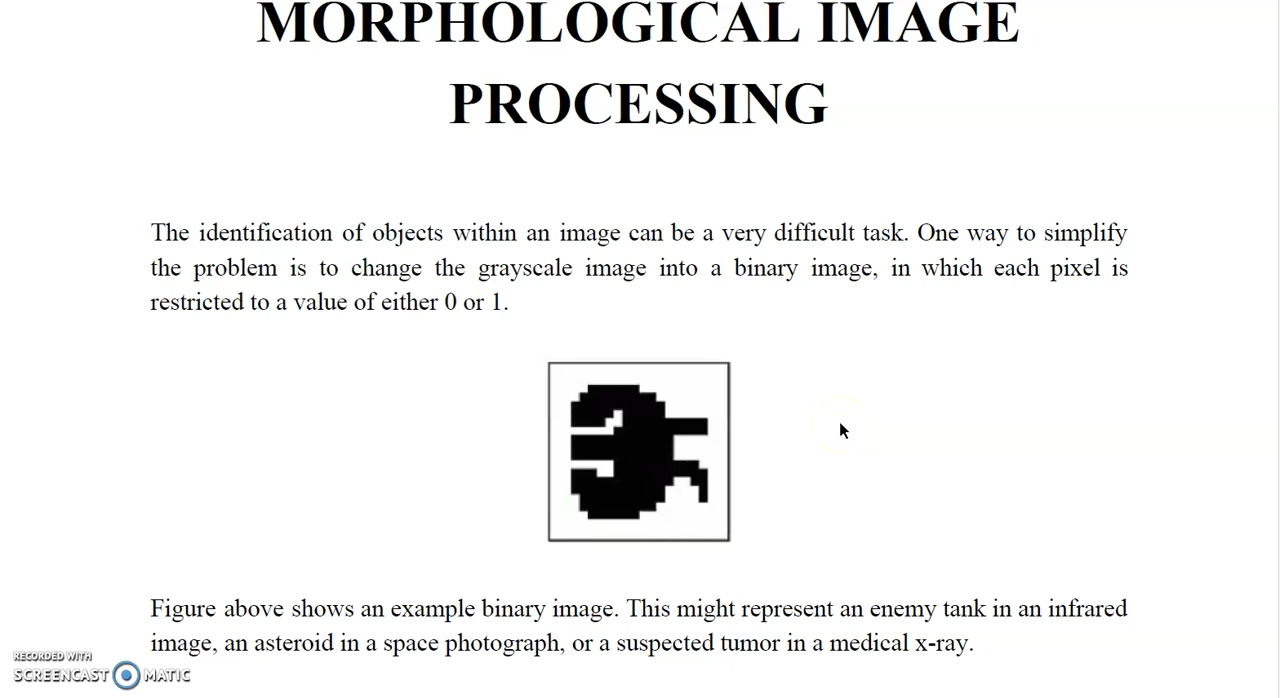 MORPHOLOGICAL IMAGE
PROCESSING
The identification of objects within an image can be a very difficult task. One way to simplify
the problem is to change the grayscale image into a binary image, in which each pixel is
restricted to a value of either 0 or 1.
Figure above shows an example binary image. This might represent an enemy tank in an infrared
image, an asteroid in a space photograph, or a suspected tumor in a medical x-ray.
RECORDED WITH
SCREENCAST MATIC